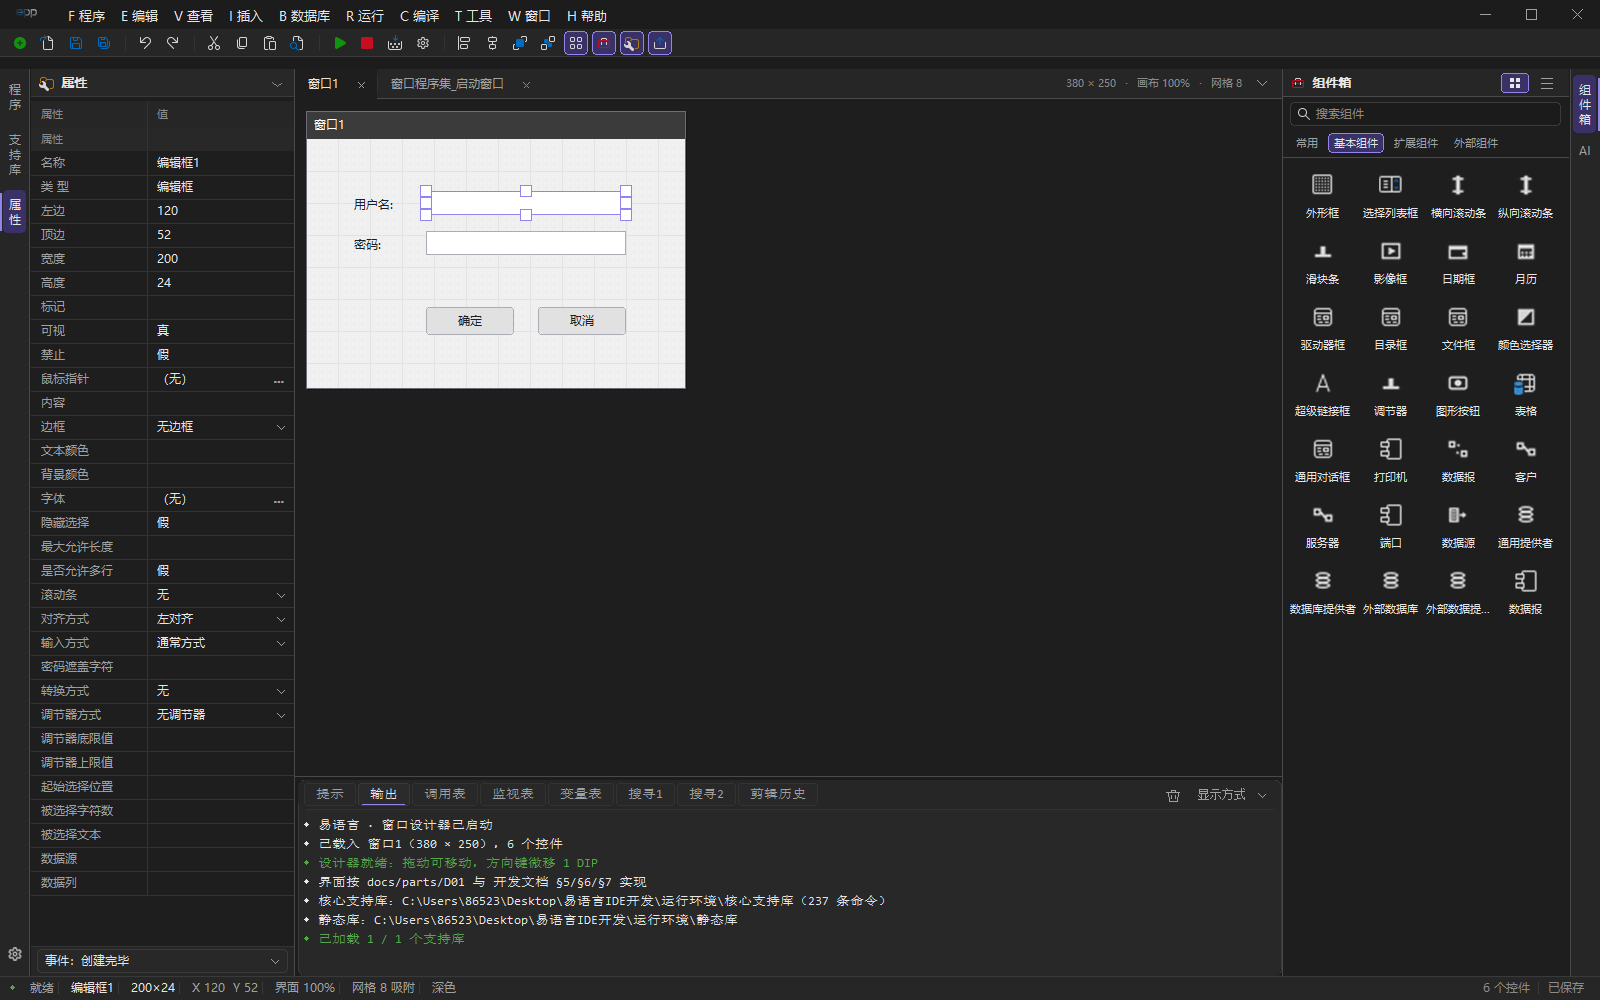 epp
F 程序 E 编辑 V 查看 I 插入 B 数据库 R 运行 C 编译 T 工具 W 窗口 H 帮助
程序
支持库
属性
属性
属性 值
属性
名称 编辑框1
类 型 编辑框
左边 120
顶边 52
宽度 200
高度 24
标记
可视 真
禁止 假
鼠标指针 （无） ...
内容
边框 无边框
文本颜色
背景颜色
字体 （无） ...
隐藏选择 假
最大允许长度
是否允许多行 假
滚动条 无
对齐方式 左对齐
输入方式 通常方式
密码遮盖字符
转换方式 无
调节器方式 无调节器
调节器底限值
调节器上限值
起始选择位置
被选择字符数
被选择文本
数据源
数据列
事件：创建完毕
窗口1 × 窗口程序集_启动窗口 × 380 × 250 · 画布 100% · 网格 8
窗口1
用户名:
密码:
确定 取消
提示 输出 调用表 监视表 变量表 搜寻1 搜寻2 剪辑历史 显示方式
易语言 · 窗口设计器已启动
已载入 窗口1（380 × 250），6 个控件
设计器就绪：拖动可移动，方向键微移 1 DIP
界面按 docs/parts/D01 与 开发文档 §5/§6/§7 实现
核心支持库：C:\Users\86523\Desktop\易语言IDE开发\运行环境\核心支持库（237 条命令）
静态库：C:\Users\86523\Desktop\易语言IDE开发\运行环境\静态库
已加载 1 / 1 个支持库
组件箱
搜索组件
常用 基本组件 扩展组件 外部组件
外形框 选择列表框 横向滚动条 纵向滚动条
滑块条 影像框 日期框 月历
驱动器框 目录框 文件框 颜色选择器
超级链接框 调节器 图形按钮 表格
通用对话框 打印机 数据报 客户
服务器 端口 数据源 通用提供者
数据库提供者 外部数据库 外部数据提... 数据报
组件箱
AI
就绪 编辑框1 200×24 X 120 Y 52 界面 100% 网格 8 吸附 深色 6 个控件 已保存